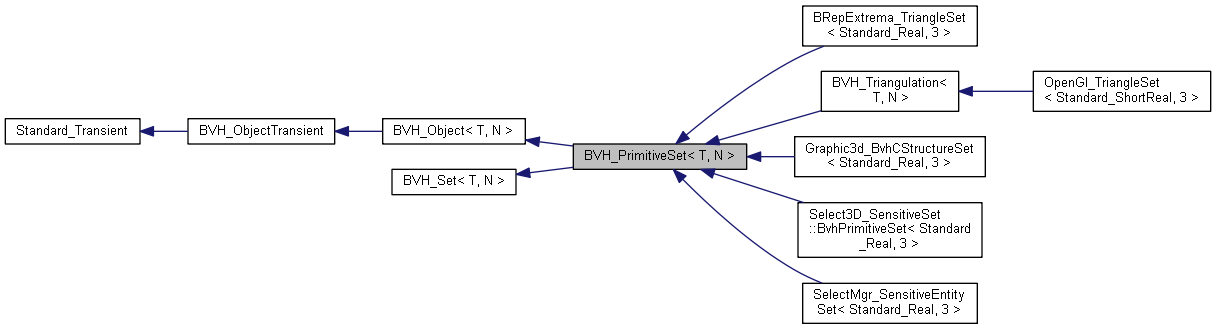 Standard_Transient
BVH_ObjectTransient
BVH_Object< T, N >
BVH_Set< T, N >
BVH_PrimitiveSet< T, N >
BRepExtrema_TriangleSet
< Standard_Real, 3 >
BVH_Triangulation<
T, N >
OpenGl_TriangleSet
< Standard_ShortReal, 3 >
Graphic3d_BvhCStructureSet
< Standard_Real, 3 >
Select3D_SensitiveSet
::BvhPrimitiveSet< Standard
_Real, 3 >
SelectMgr_SensitiveEntity
Set< Standard_Real, 3 >